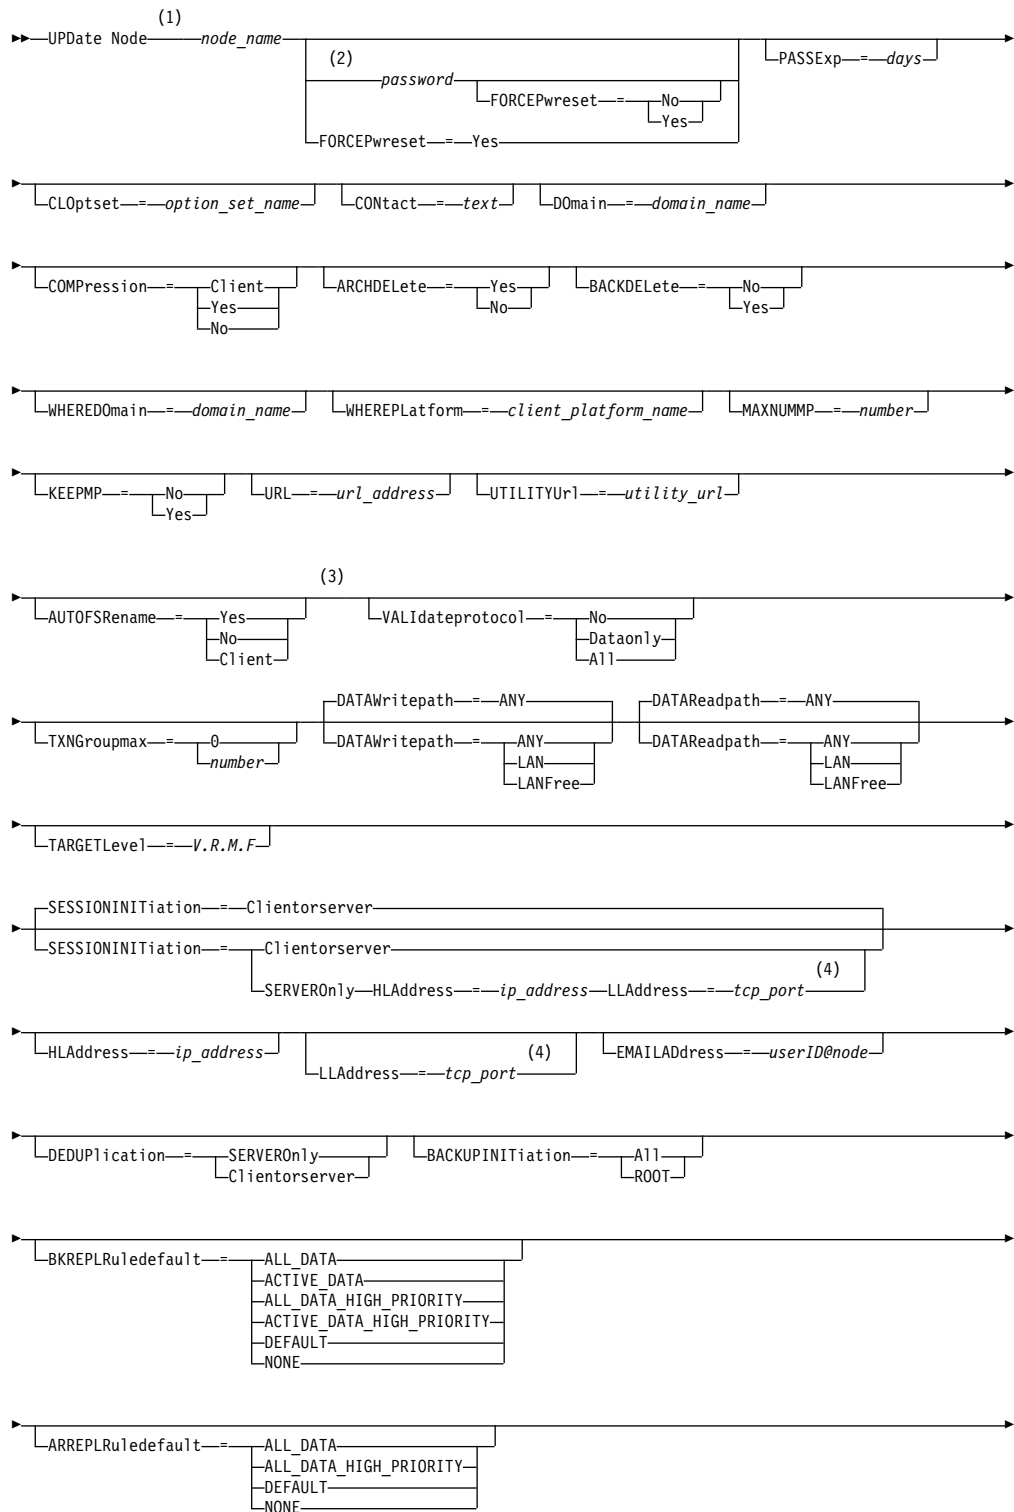 (1)
UPDate Node node_name
(2)
password
FORCEPwreset = No
Yes
FORCEPwreset = Yes
PASSExp = days
CLOptset = option_set_name CONtact = text DOmain = domain_name
COMPression = Client
Yes
No
ARCHDELete = Yes
No
BACKDELete = No
Yes
WHEREDOmain = domain_name WHEREPLatform = client_platform_name MAXNUMMP = number
KEEPMP = No
Yes
URL = url_address UTILITYUrl = utility_url
(3)
AUTOFSRename = Yes
No
Client
VALIdateprotocol = No
Dataonly
All
TXNGroupmax = 0
number
DATAWritepath = ANY
DATAWritepath = ANY
LAN
LANFree
DATAReadpath = ANY
DATAReadpath = ANY
LAN
LANFree
TARGETLevel = V.R.M.F
SESSIONINITiation = Clientorserver
SESSIONINITiation = Clientorserver
(4)
SERVEROnly HLAddress = ip_address LLAddress = tcp_port
HLAddress = ip_address
(4)
LLAddress = tcp_port
EMAILADdress = userID@node
DEDUPlication = SERVEROnly
Clientorserver
BACKUPINITiation = All
ROOT
BKREPLRuledefault = ALL_DATA
ACTIVE_DATA
ALL_DATA_HIGH_PRIORITY
ACTIVE_DATA_HIGH_PRIORITY
DEFAULT
NONE
ARREPLRuledefault = ALL_DATA
ALL_DATA_HIGH_PRIORITY
DEFAULT
NONE